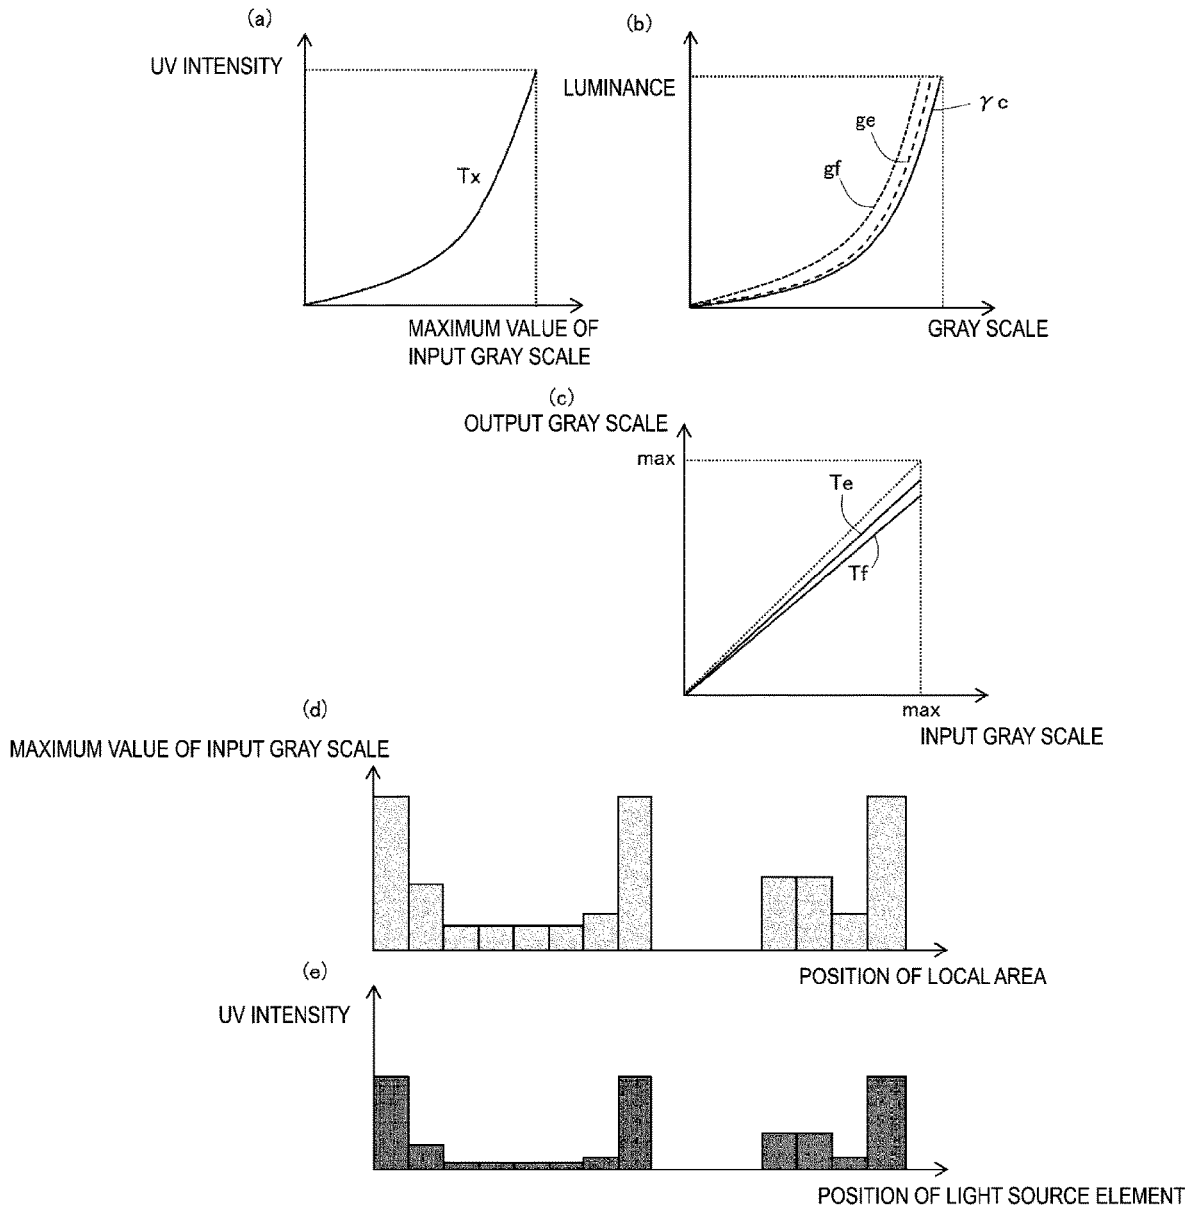 (a)
UV INTENSITY
Tx
MAXIMUM VALUE OF
INPUT GRAY SCALE
(b)
LUMINANCE
γc
ge
gf
GRAY SCALE
(c)
OUTPUT GRAY SCALE
max
Te
Tf
max
INPUT GRAY SCALE
(d)
MAXIMUM VALUE OF INPUT GRAY SCALE
POSITION OF LOCAL AREA
(e)
UV INTENSITY
POSITION OF LIGHT SOURCE ELEMENT